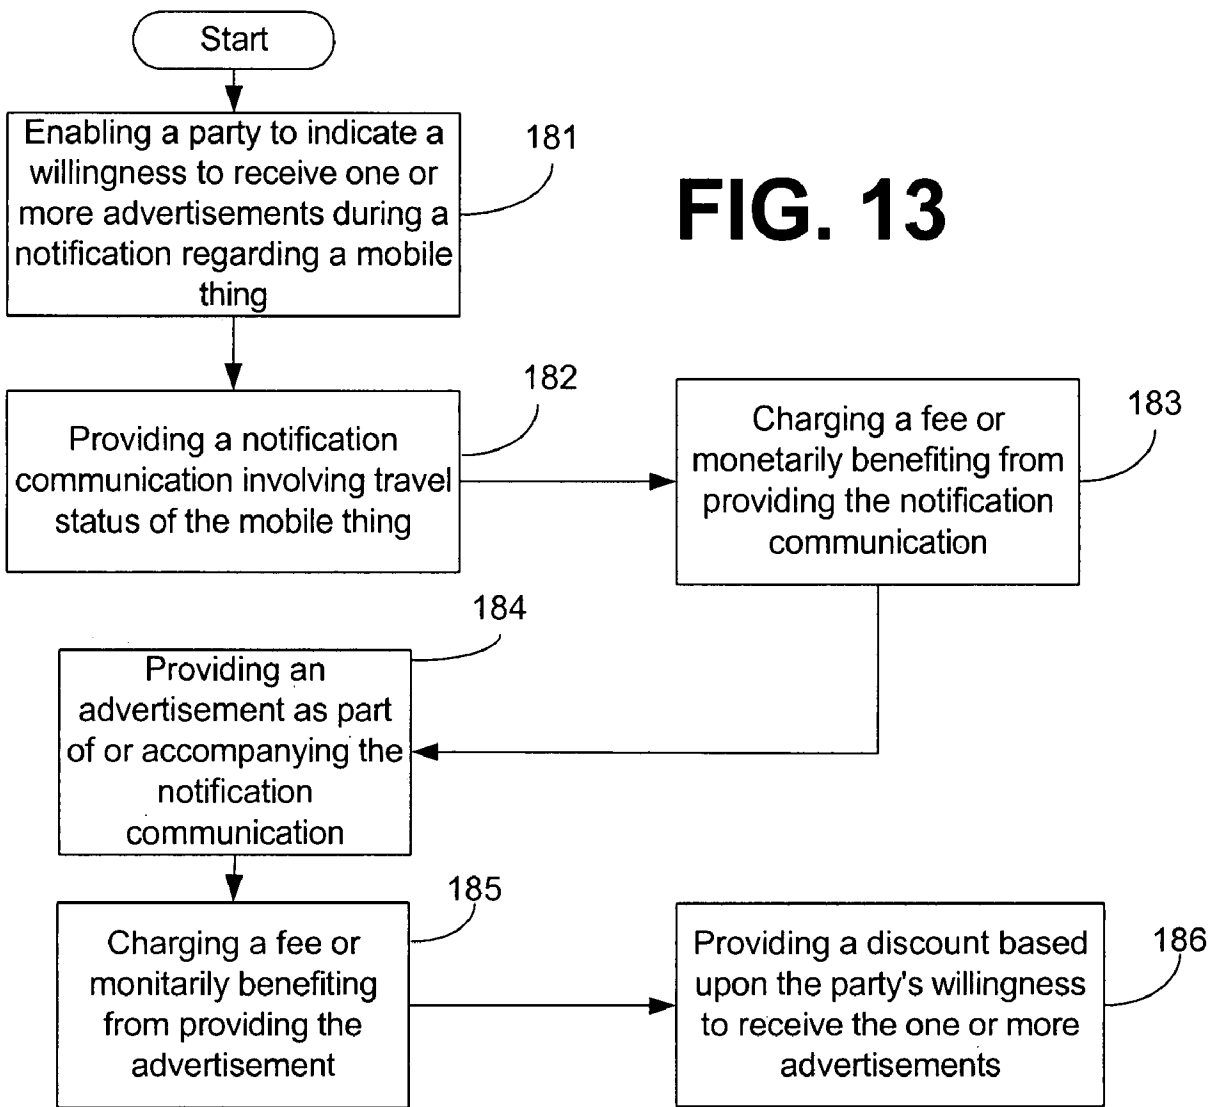 Start
Enabling a party to indicate a
willingness to receive one or
more advertisements during a
notification regarding a mobile
thing
181
FIG. 13
Providing a notification
communication involving travel
status of the mobile thing
182
Charging a fee or
monetarily benefiting from
providing the notification
communication
183
Providing an
advertisement as part
of or accompanying the
notification
communication
184
Charging a fee or
monitarily benefiting
from providing the
advertisement
185
Providing a discount based
upon the party's willingness
to receive the one or more
advertisements
186